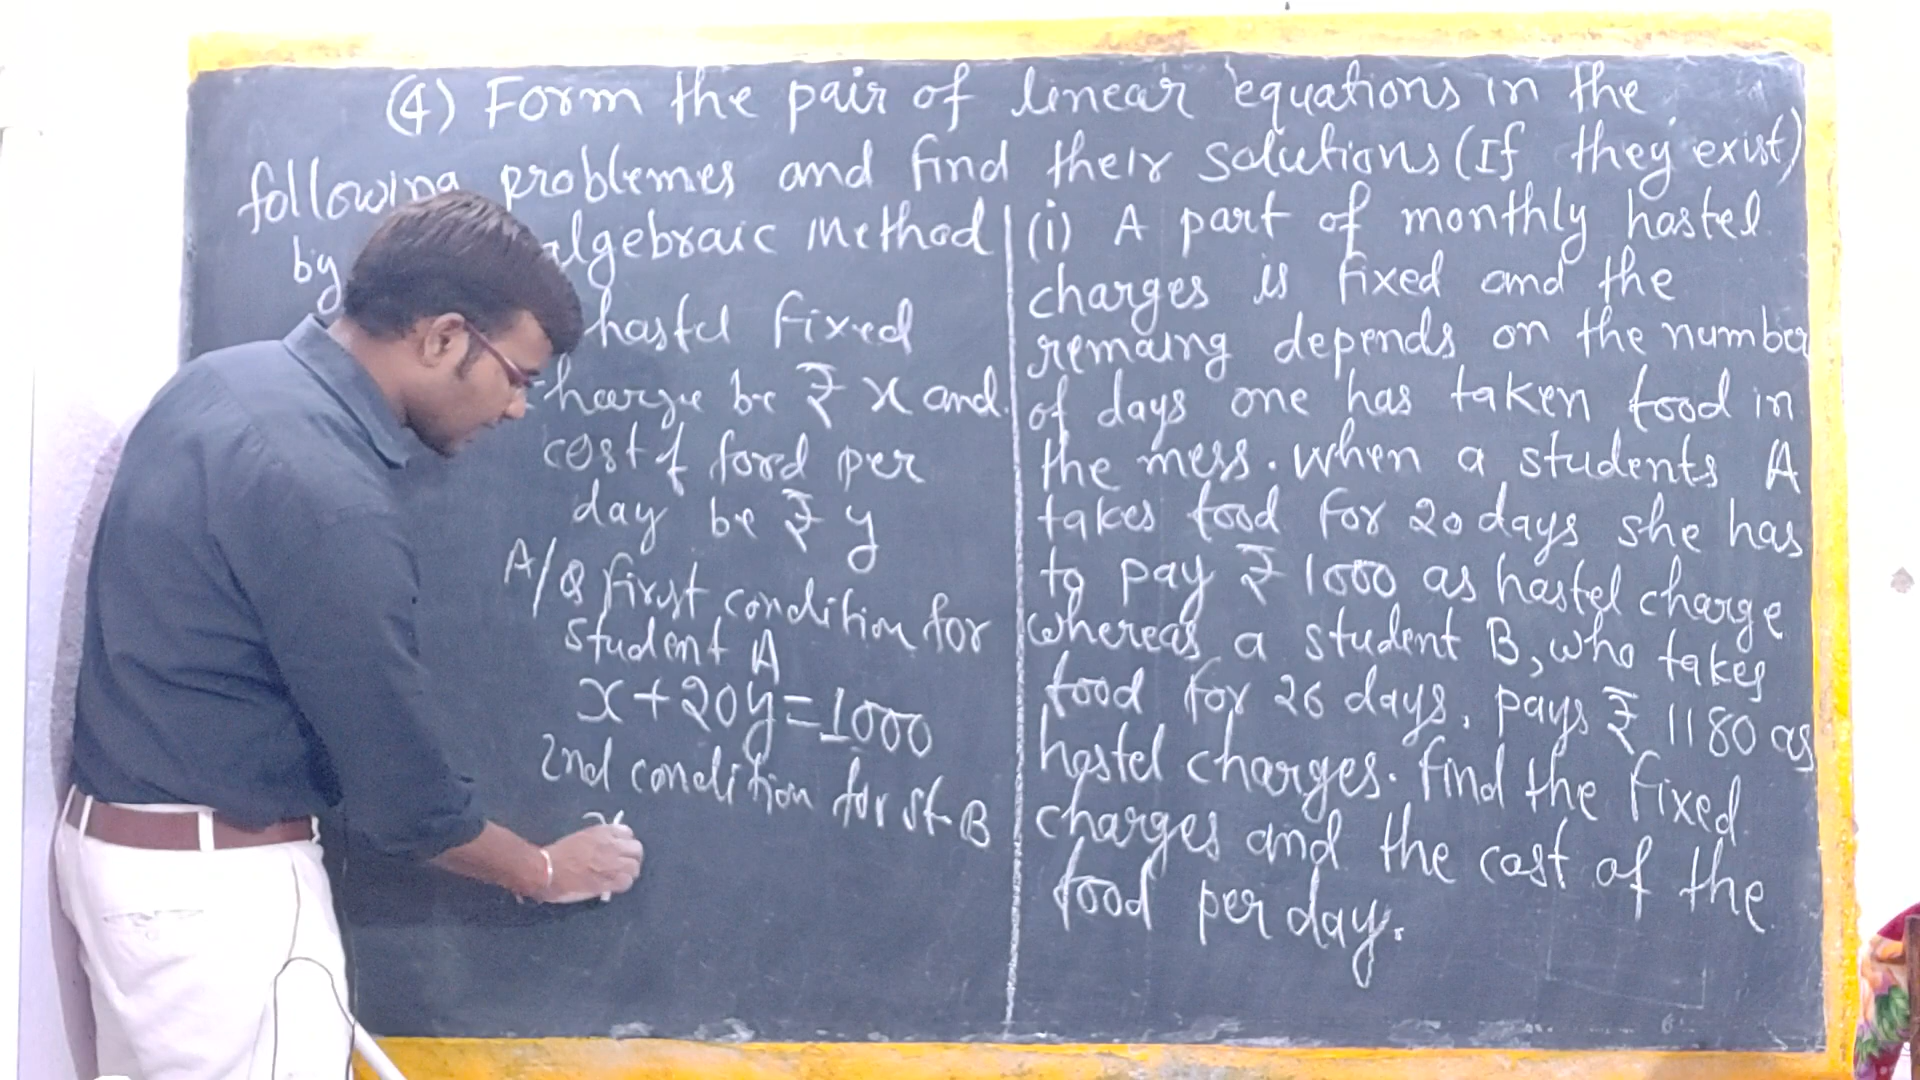 (4) Form the pair of linear equations in the
following problemes and find their solutions (If they exist)
by algebraic method
hastel fixed
charge be ₹ x and
cost of food per
day be ₹ y
A/Q first condition for
student A
x+20y=1000
2nd condition for st B
x
(i) A part of monthly hastel
charges is fixed and the
remaing depends on the number
of days one has taken food in
the mess. When a students A
takes food for 20 days she has
to pay ₹ 1000 as hastel charge
whereas a student B, who takes
food for 26 days, pays ₹ 1180 as
hastel charges. find the fixed
charges and the cost of the
food per day.